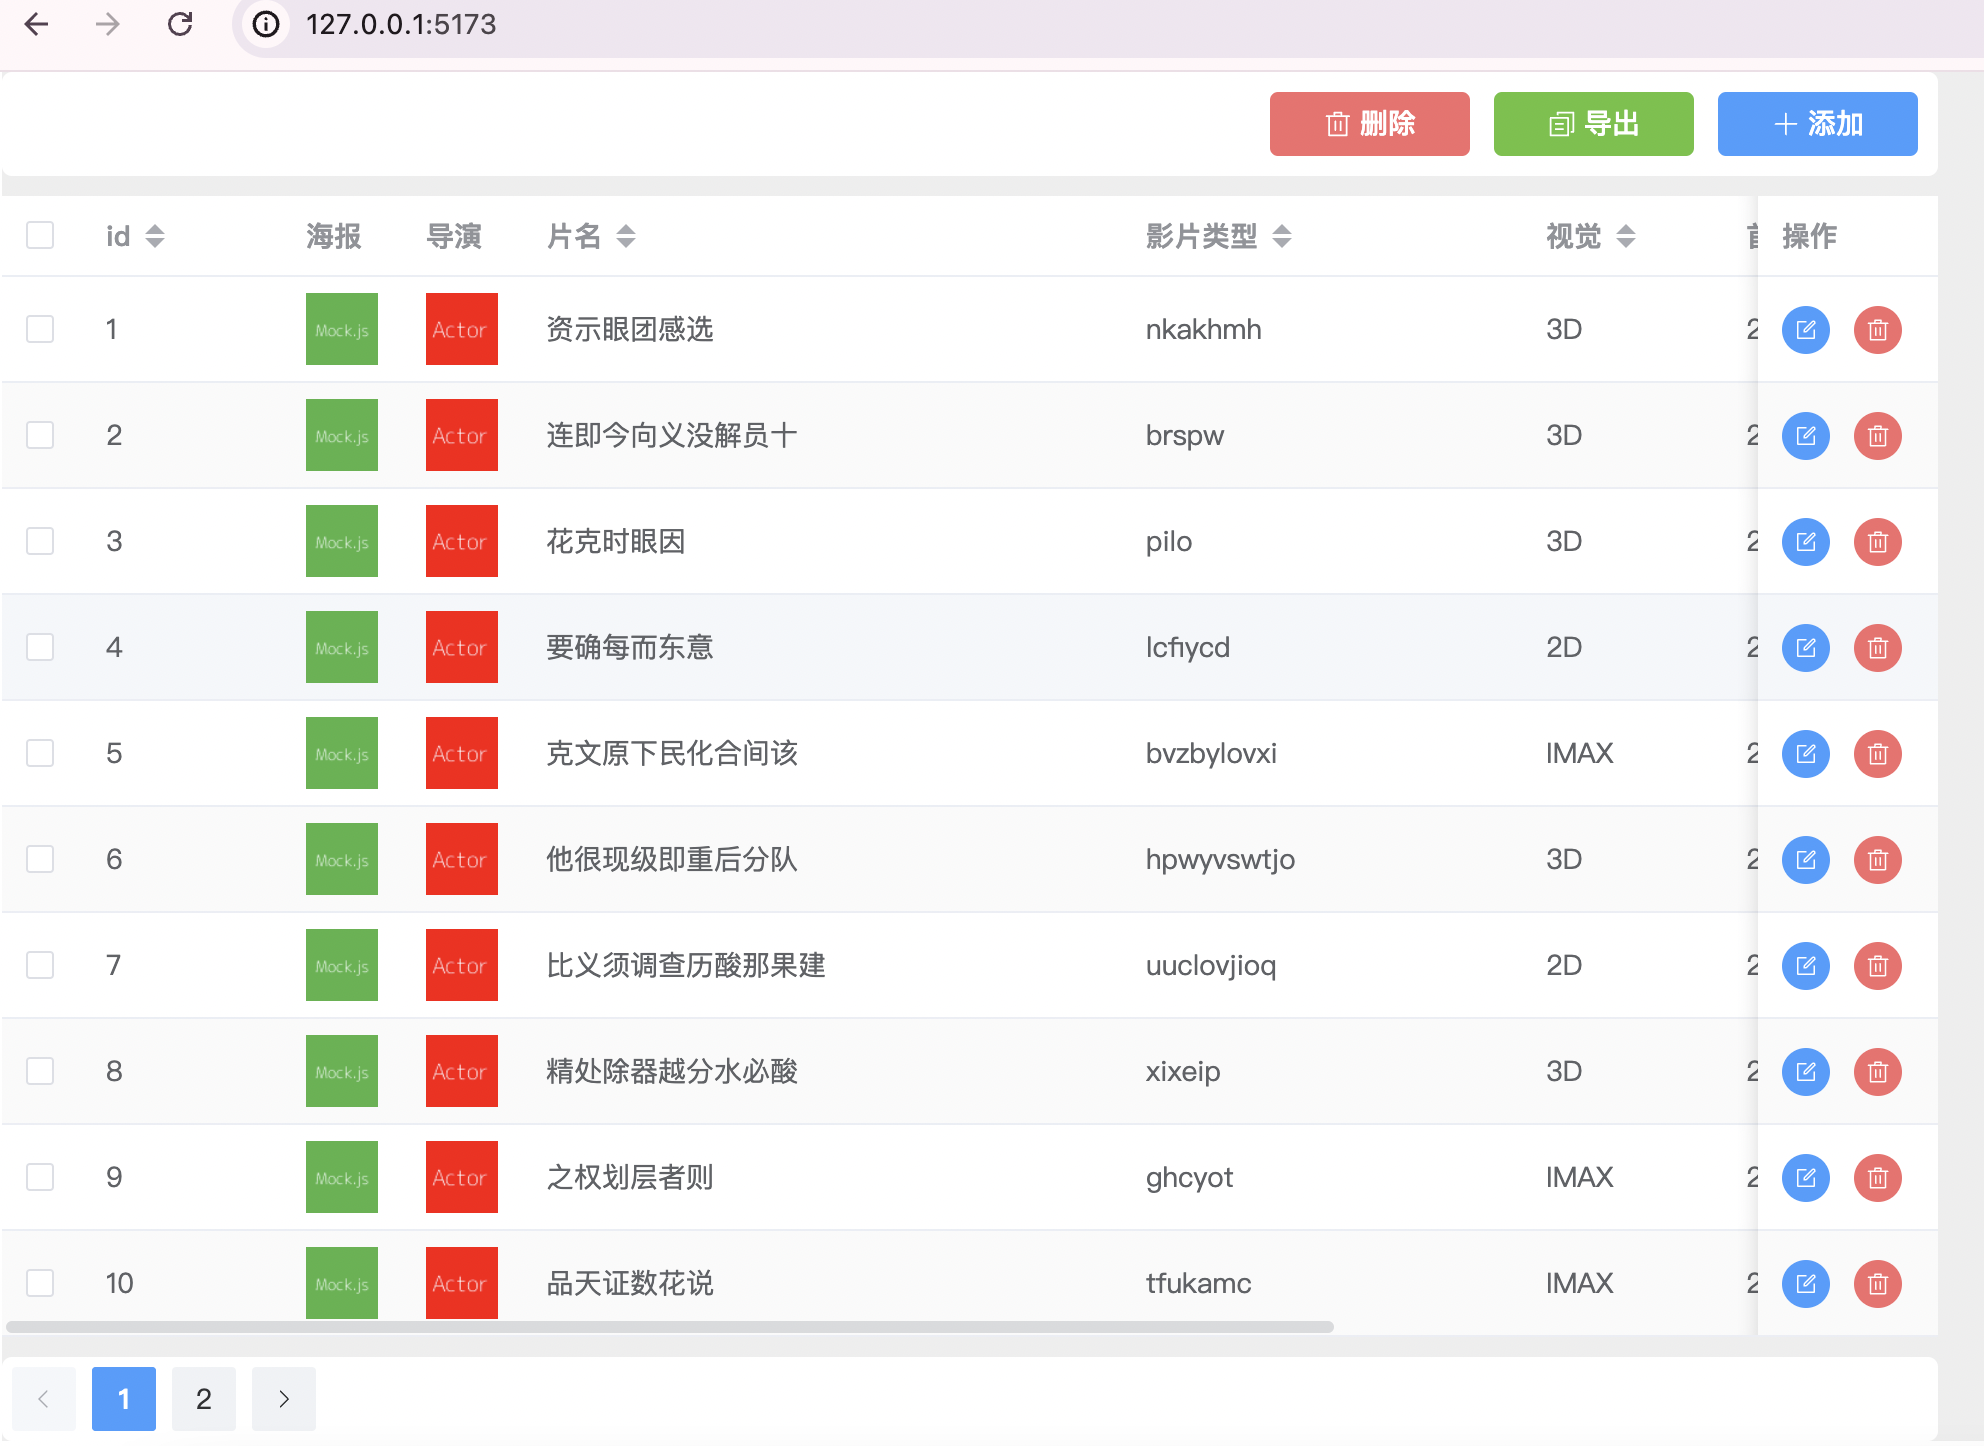 127.0.0.1:5173
删除 导出 添加
id 海报 导演 片名 影片类型 视觉 操作
1 Mock.js Actor 资示眼团感选 nkakhmh 3D 2
2 Mock.js Actor 连即今向义没解员十 brspw 3D 2
3 Mock.js Actor 花克时眼因 pilo 3D 2
4 Mock.js Actor 要确每而东意 lcfiycd 2D 2
5 Mock.js Actor 克文原下民化合间该 bvzbylovxi IMAX 2
6 Mock.js Actor 他很现级即重后分队 hpwyvswtjo 3D 2
7 Mock.js Actor 比义须调查历酸那果建 uuclovjioq 2D 2
8 Mock.js Actor 精处除器越分水必酸 xixeip 3D 2
9 Mock.js Actor 之权划层者则 ghcyot IMAX 2
10 Mock.js Actor 品天证数花说 tfukamc IMAX 2
1 2